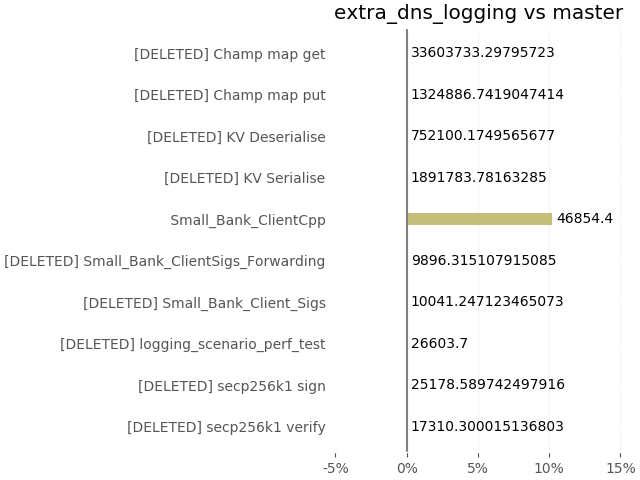 extra_dns_logging vs master
[DELETED] Champ map get 33603733.29795723
[DELETED] Champ map put 1324886.7419047414
[DELETED] KV Deserialise 752100.1749565677
[DELETED] KV Serialise 1891783.78163285
Small_Bank_ClientCpp 46854.4
[DELETED] Small_Bank_ClientSigs_Forwarding 9896.315107915085
[DELETED] Small_Bank_Client_Sigs 10041.247123465073
[DELETED] logging_scenario_perf_test 26603.7
[DELETED] secp256k1 sign 25178.589742497916
[DELETED] secp256k1 verify 17310.300015136803
-5% 0% 5% 10% 15%